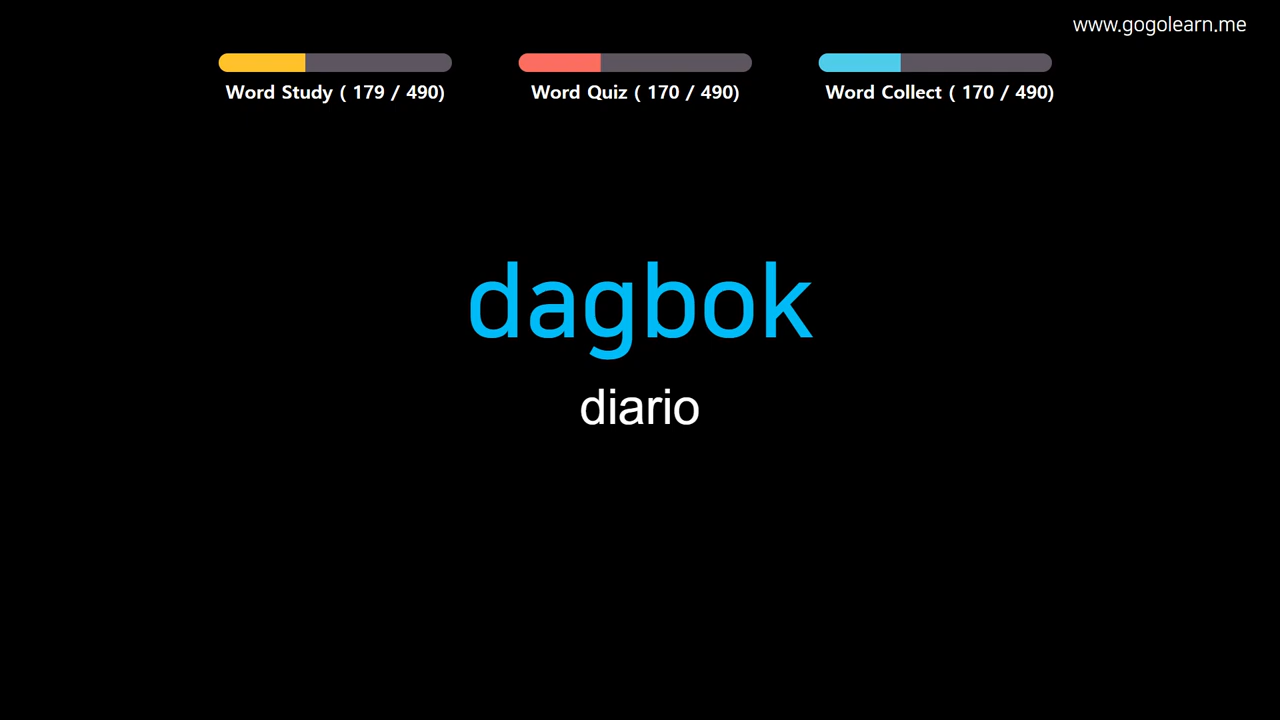 www.gogolearn.me
Word Study ( 179 / 490)
Word Quiz ( 170 / 490)
Word Collect ( 170 / 490)
dagbok
diario